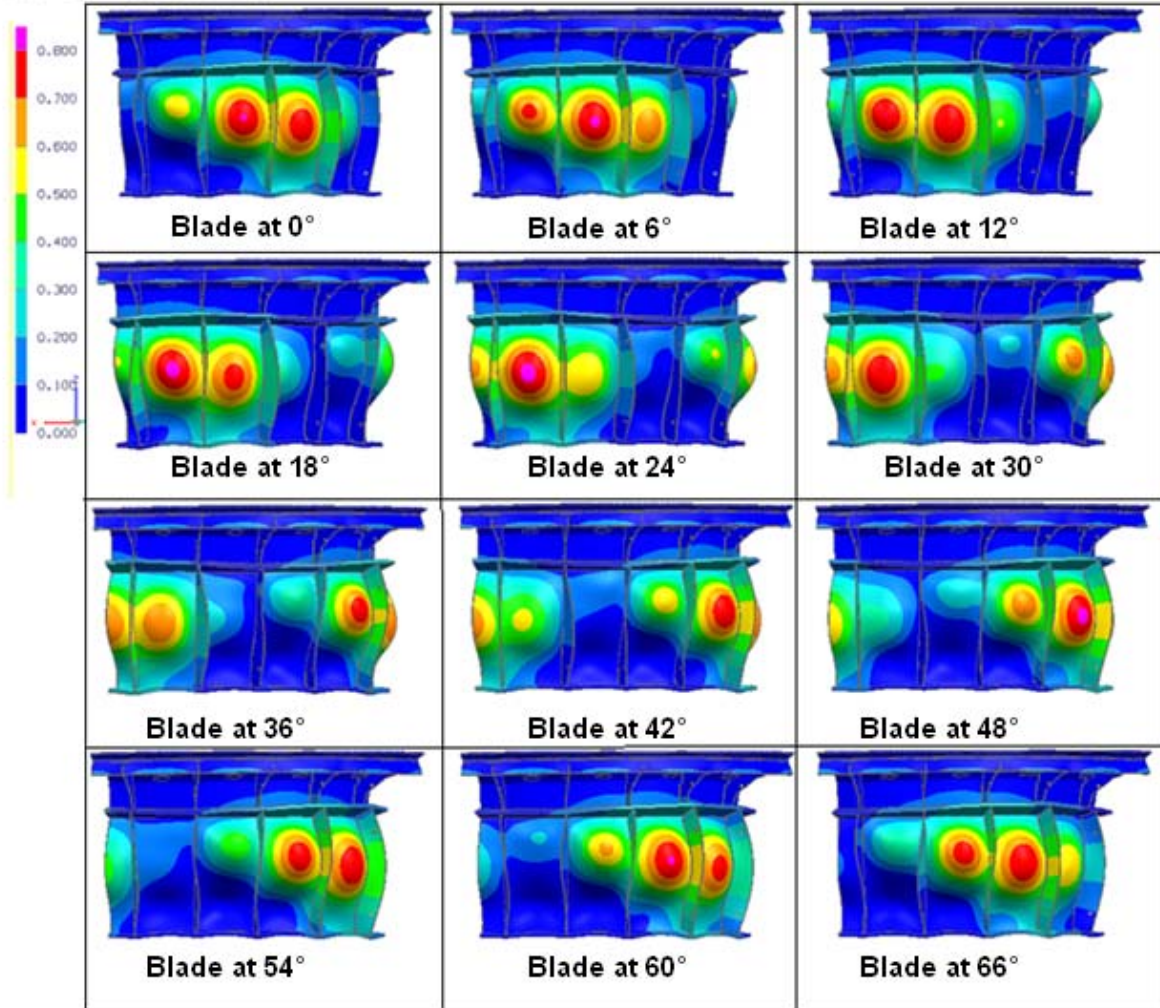 0.800
0.700
0.600
0.500
0.400
0.300
0.200
0.100
0.000
Blade at 0°
Blade at 6°
Blade at 12°
Blade at 18°
Blade at 24°
Blade at 30°
Blade at 36°
Blade at 42°
Blade at 48°
Blade at 54°
Blade at 60°
Blade at 66°